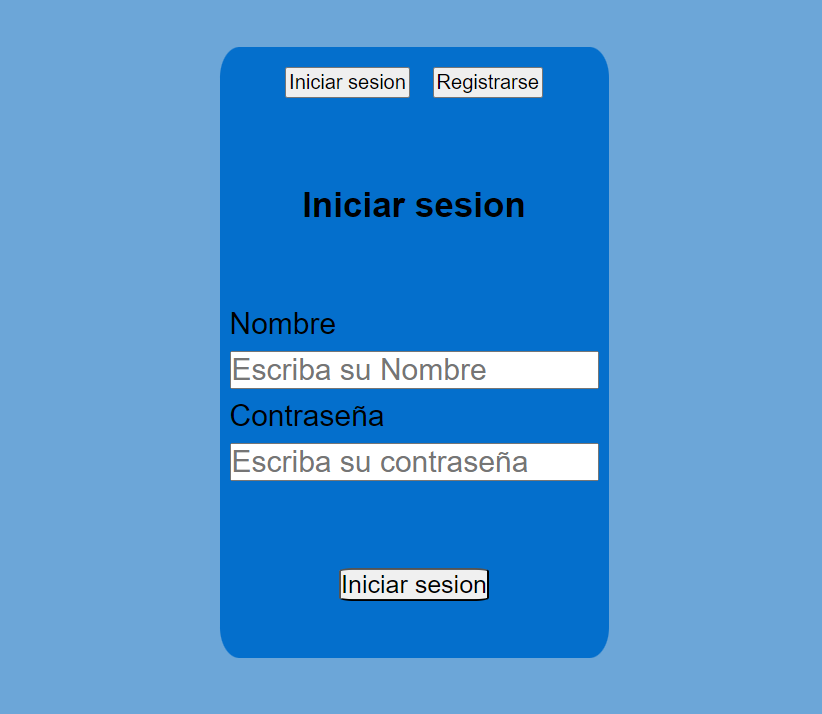 Iniciar sesion Registrarse
Iniciar sesion
Nombre
Escriba su Nombre
Contraseña
Escriba su contraseña
Iniciar sesion